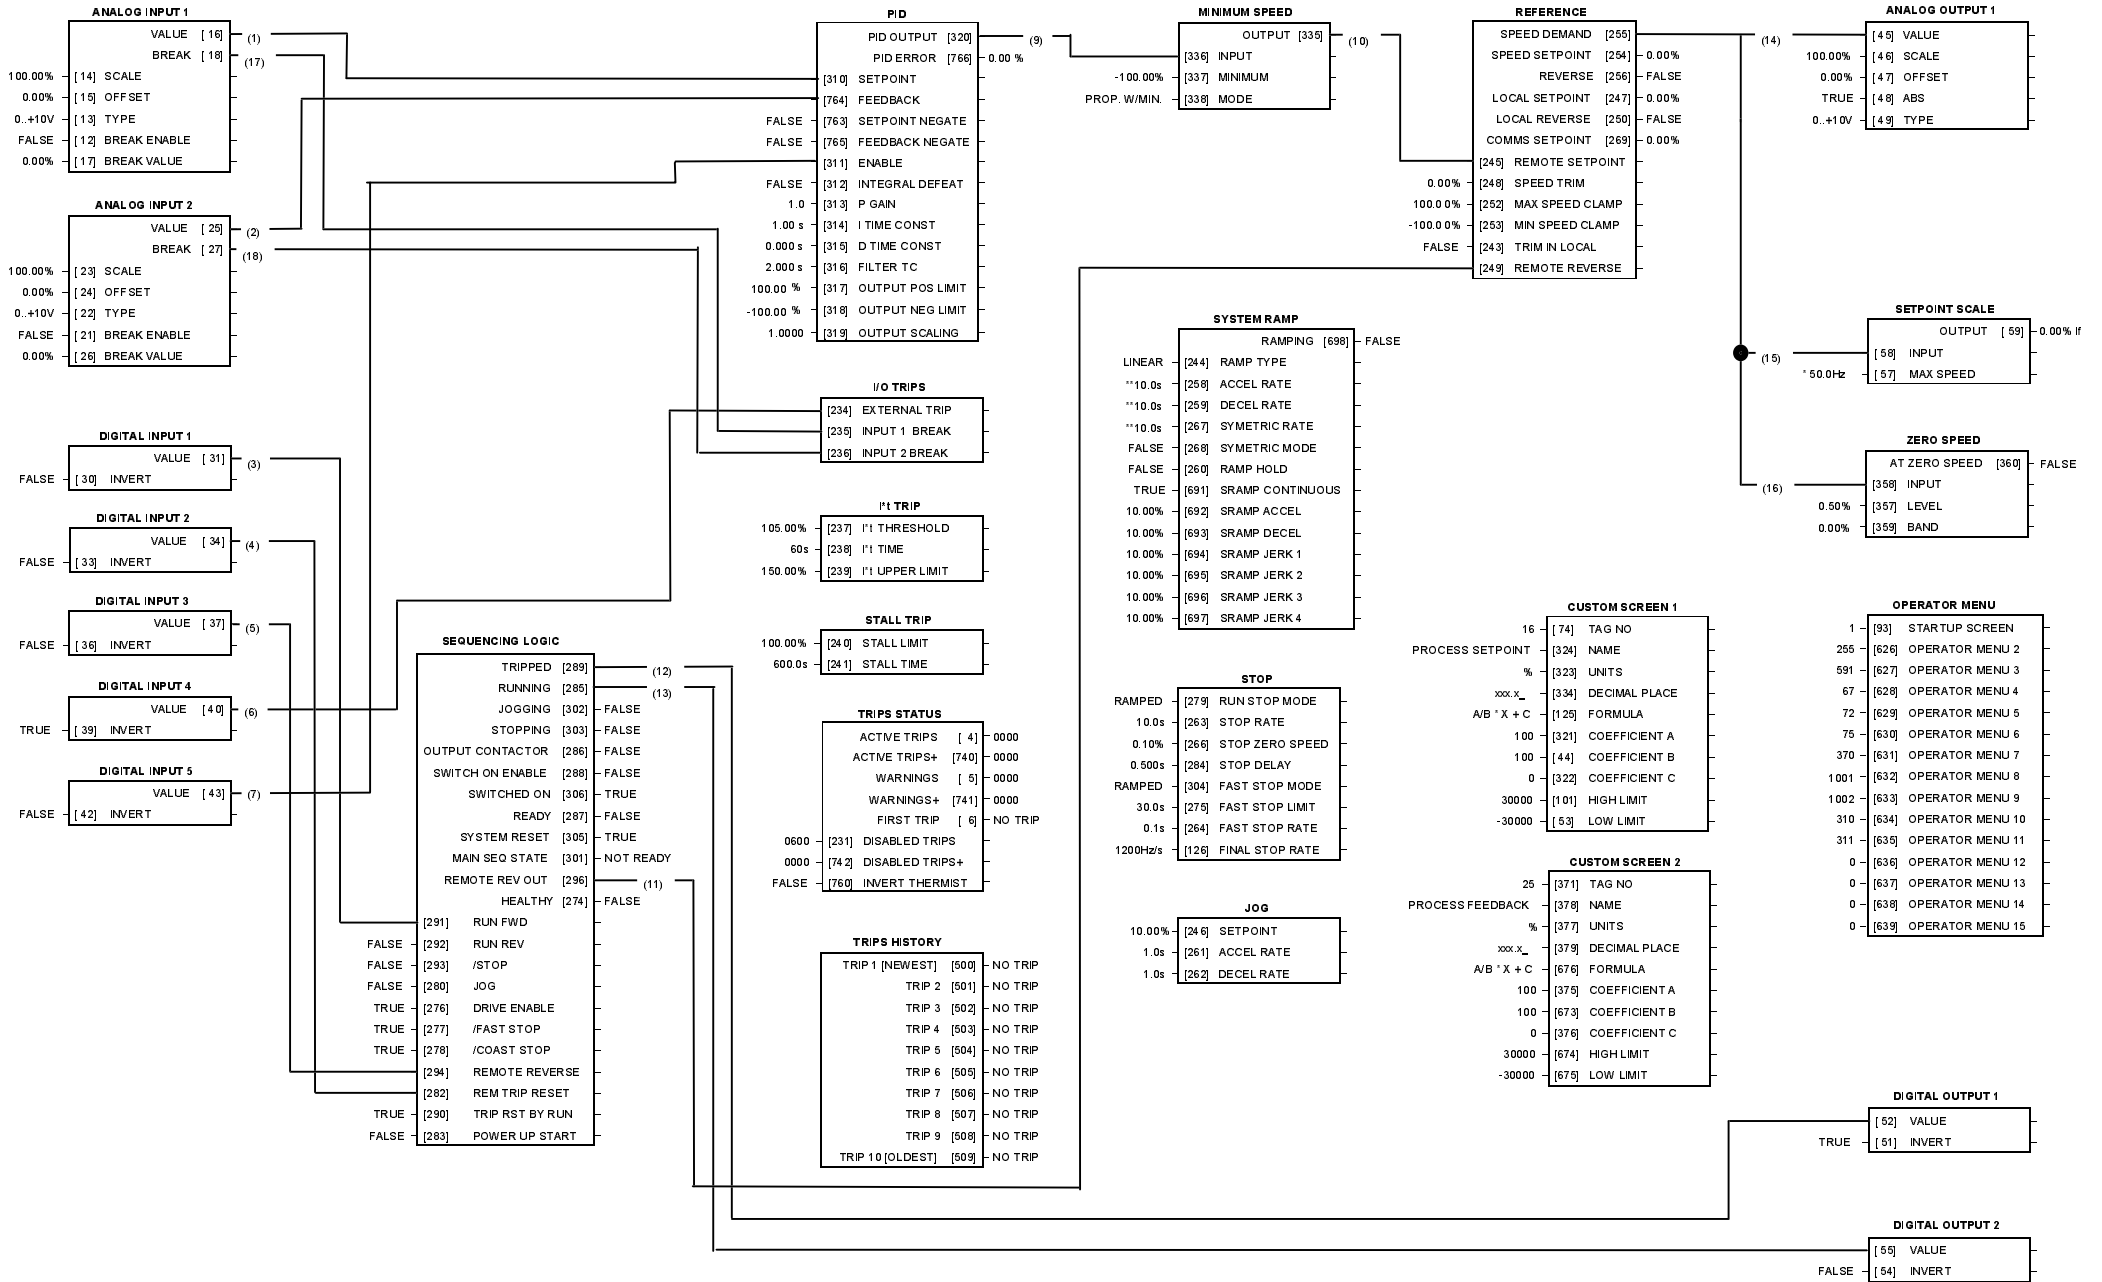 ANALOG INPUT 1
VALUE [ 16] (1)
BREAK [ 18] (17)
100.00% [ 14] SCALE
0.00% [ 15] OFFSET
0..+10V [ 13] TYPE
FALSE [ 12] BREAK ENABLE
0.00% [ 17] BREAK VALUE
ANALOG INPUT 2
VALUE [ 25] (2)
BREAK [ 27] (18)
100.00% [ 23] SCALE
0.00% [ 24] OFFSET
0..+10V [ 22] TYPE
FALSE [ 21] BREAK ENABLE
0.00% [ 26] BREAK VALUE
DIGITAL INPUT 1
VALUE [ 31] (3)
FALSE [ 30] INVERT
DIGITAL INPUT 2
VALUE [ 34] (4)
FALSE [ 33] INVERT
DIGITAL INPUT 3
VALUE [ 37] (5)
FALSE [ 36] INVERT
DIGITAL INPUT 4
VALUE [ 40] (6)
TRUE [ 39] INVERT
DIGITAL INPUT 5
VALUE [ 43] (7)
FALSE [ 42] INVERT
SEQUENCING LOGIC
TRIPPED [289] (12)
RUNNING [285] (13)
JOGGING [302] FALSE
STOPPING [303] FALSE
OUTPUT CONTACTOR [286] FALSE
SWITCH ON ENABLE [288] FALSE
SWITCHED ON [306] TRUE
READY [287] FALSE
SYSTEM RESET [305] TRUE
MAIN SEQ STATE [301] NOT READY
REMOTE REV OUT [296] (11)
HEALTHY [274] FALSE
[291] RUN FWD
FALSE [292] RUN REV
FALSE [293] /STOP
FALSE [280] JOG
TRUE [276] DRIVE ENABLE
TRUE [277] /FAST STOP
TRUE [278] /COAST STOP
[294] REMOTE REVERSE
[282] REM TRIP RESET
TRUE [290] TRIP RST BY RUN
FALSE [283] POWER UP START
PID
PID OUTPUT [320] (9)
PID ERROR [766] 0.00 %
[310] SETPOINT
[764] FEEDBACK
FALSE [763] SETPOINT NEGATE
FALSE [765] FEEDBACK NEGATE
[311] ENABLE
FALSE [312] INTEGRAL DEFEAT
1.0 [313] P GAIN
1.00 s [314] I TIME CONST
0.000 s [315] D TIME CONST
2.000 s [316] FILTER TC
100.00 % [317] OUTPUT POS LIMIT
-100.00 % [318] OUTPUT NEG LIMIT
1.0000 [319] OUTPUT SCALING
I/O TRIPS
[234] EXTERNAL TRIP
[235] INPUT 1 BREAK
[236] INPUT 2 BREAK
I*t TRIP
105.00% [237] I*t THRESHOLD
60s [238] I*t TIME
150.00% [239] I*t UPPER LIMIT
STALL TRIP
100.00% [240] STALL LIMIT
600.0s [241] STALL TIME
TRIPS STATUS
ACTIVE TRIPS [ 4] 0000
ACTIVE TRIPS+ [740] 0000
WARNINGS [ 5] 0000
WARNINGS+ [741] 0000
FIRST TRIP [ 6] NO TRIP
0600 [231] DISABLED TRIPS
0000 [742] DISABLED TRIPS+
FALSE [760] INVERT THERMIST
TRIPS HISTORY
TRIP 1 [NEWEST] [500] NO TRIP
TRIP 2 [501] NO TRIP
TRIP 3 [502] NO TRIP
TRIP 4 [503] NO TRIP
TRIP 5 [504] NO TRIP
TRIP 6 [505] NO TRIP
TRIP 7 [506] NO TRIP
TRIP 8 [507] NO TRIP
TRIP 9 [508] NO TRIP
TRIP 10 [OLDEST] [509] NO TRIP
MINIMUM SPEED
OUTPUT [335] (10)
[336] INPUT
-100.00% [337] MINIMUM
PROP. W/MIN. [338] MODE
SYSTEM RAMP
RAMPING [698] FALSE
LINEAR [244] RAMP TYPE
**10.0s [258] ACCEL RATE
**10.0s [259] DECEL RATE
**10.0s [267] SYMETRIC RATE
FALSE [268] SYMETRIC MODE
FALSE [260] RAMP HOLD
TRUE [691] SRAMP CONTINUOUS
10.00% [692] SRAMP ACCEL
10.00% [693] SRAMP DECEL
10.00% [694] SRAMP JERK 1
10.00% [695] SRAMP JERK 2
10.00% [696] SRAMP JERK 3
10.00% [697] SRAMP JERK 4
STOP
RAMPED [279] RUN STOP MODE
10.0s [263] STOP RATE
0.10% [266] STOP ZERO SPEED
0.500s [284] STOP DELAY
RAMPED [304] FAST STOP MODE
30.0s [275] FAST STOP LIMIT
0.1s [264] FAST STOP RATE
1200Hz/s [126] FINAL STOP RATE
JOG
10.00% [246] SETPOINT
1.0s [261] ACCEL RATE
1.0s [262] DECEL RATE
REFERENCE
SPEED DEMAND [255] (14)
SPEED SETPOINT [254] 0.00%
REVERSE [256] FALSE
LOCAL SETPOINT [247] 0.00%
LOCAL REVERSE [250] FALSE
COMMS SETPOINT [269] 0.00%
[245] REMOTE SETPOINT
0.00% [248] SPEED TRIM
100.00% [252] MAX SPEED CLAMP
-100.00% [253] MIN SPEED CLAMP
FALSE [243] TRIM IN LOCAL
[249] REMOTE REVERSE
CUSTOM SCREEN 1
16 [ 74] TAG NO
PROCESS SETPOINT [324] NAME
% [323] UNITS
xxx.x_ [334] DECIMAL PLACE
A/B * X + C [125] FORMULA
100 [321] COEFFICIENT A
100 [ 44] COEFFICIENT B
0 [322] COEFFICIENT C
30000 [101] HIGH LIMIT
-30000 [ 53] LOW LIMIT
CUSTOM SCREEN 2
25 [371] TAG NO
PROCESS FEEDBACK [378] NAME
% [377] UNITS
xxx.x_ [379] DECIMAL PLACE
A/B * X + C [676] FORMULA
100 [375] COEFFICIENT A
100 [673] COEFFICIENT B
0 [376] COEFFICIENT C
30000 [674] HIGH LIMIT
-30000 [675] LOW LIMIT
ANALOG OUTPUT 1
[ 45] VALUE
100.00% [ 46] SCALE
0.00% [ 47] OFFSET
TRUE [ 48] ABS
0..+10V [ 49] TYPE
SETPOINT SCALE
OUTPUT [ 59] 0.00% lf
(15) [ 58] INPUT
* 50.0Hz [ 57] MAX SPEED
ZERO SPEED
AT ZERO SPEED [360] FALSE
(16) [358] INPUT
0.50% [357] LEVEL
0.00% [359] BAND
OPERATOR MENU
1 [93] STARTUP SCREEN
255 [626] OPERATOR MENU 2
591 [627] OPERATOR MENU 3
67 [628] OPERATOR MENU 4
72 [629] OPERATOR MENU 5
75 [630] OPERATOR MENU 6
370 [631] OPERATOR MENU 7
1001 [632] OPERATOR MENU 8
1002 [633] OPERATOR MENU 9
310 [634] OPERATOR MENU 10
311 [635] OPERATOR MENU 11
0 [636] OPERATOR MENU 12
0 [637] OPERATOR MENU 13
0 [638] OPERATOR MENU 14
0 [639] OPERATOR MENU 15
DIGITAL OUTPUT 1
[ 52] VALUE
TRUE [ 51] INVERT
DIGITAL OUTPUT 2
[ 55] VALUE
FALSE [ 54] INVERT